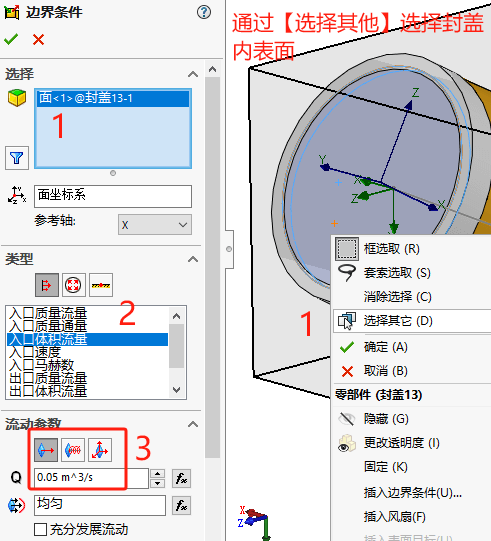 边界条件
通过【选择其他】选择封盖
内表面
选择
面<1>@封盖13-1
1
面坐标系
参考轴:
X
类型
入口质量流量
入口质量通量
入口体积流量
入口速度
入口马赫数
出口质量流量
出口体积流量
2
流动参数
3
Q
0.05 m^3/s
均匀
充分发展流动
Z
Y
X
Z
X
Y
1
框选取 (R)
套索选取 (S)
消除选择 (C)
选择其它 (D)
确定 (A)
取消 (B)
零部件 (封盖13)
隐藏 (G)
更改透明度 (I)
固定 (K)
插入边界条件(U)...
插入风扇(F)
插入表面目标(U)...
X
Z